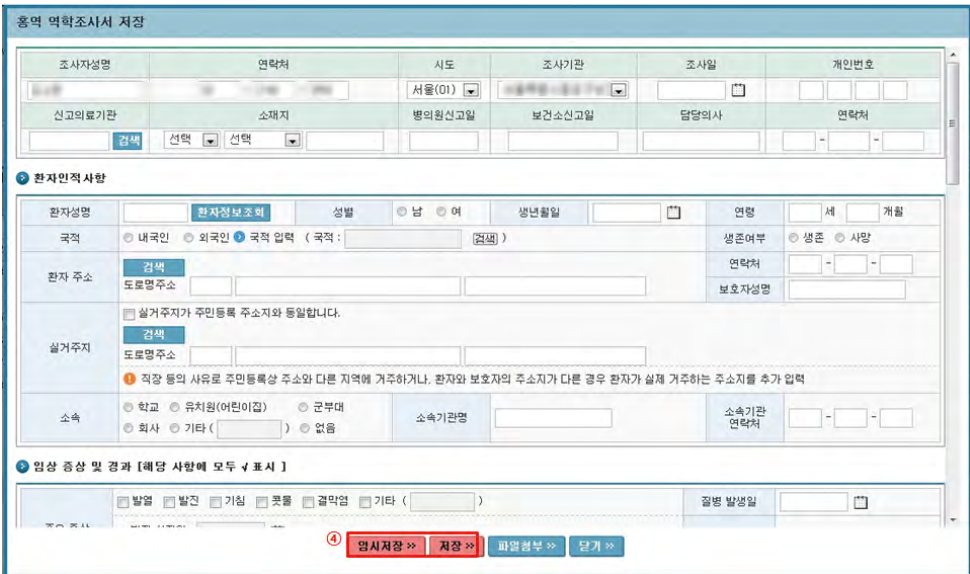 홍역 역학조사서 저장
조사자성명 연락처 시도 조사기관 조사일 개인번호
서울(01)
신고의료기관 소재지 병의원신고일 보건소신고일 담당의사 연락처
검색 선택 선택 - -
환자인적사항
환자성명 환자정보조회 성별 남 여 생년월일 연령 세 개월
국적 내국인 외국인 국적 입력 ( 국적 : 검색 ) 생존여부 생존 사망
환자 주소 검색 연락처 - -
도로명주소 보호자성명
실거주지가 주민등록 주소지와 동일합니다.
실거주지 검색
도로명주소
직장 등의 사유로 주민등록상 주소와 다른 지역에 거주하거나, 환자와 보호자의 주소지가 다른 경우 환자가 실제 거주하는 주소지를 추가 입력
소속 학교 유치원(어린이집) 군부대 소속기관명 소속기관 연락처 - -
회사 기타 ( ) 없음
임상 증상 및 경과 [해당 사항에 모두 √ 표시 ]
발열 발진 기침 콧물 결막염 기타 ( ) 질병 발생일
④ 임시저장 » 저장 » 파일첨부 » 닫기 »